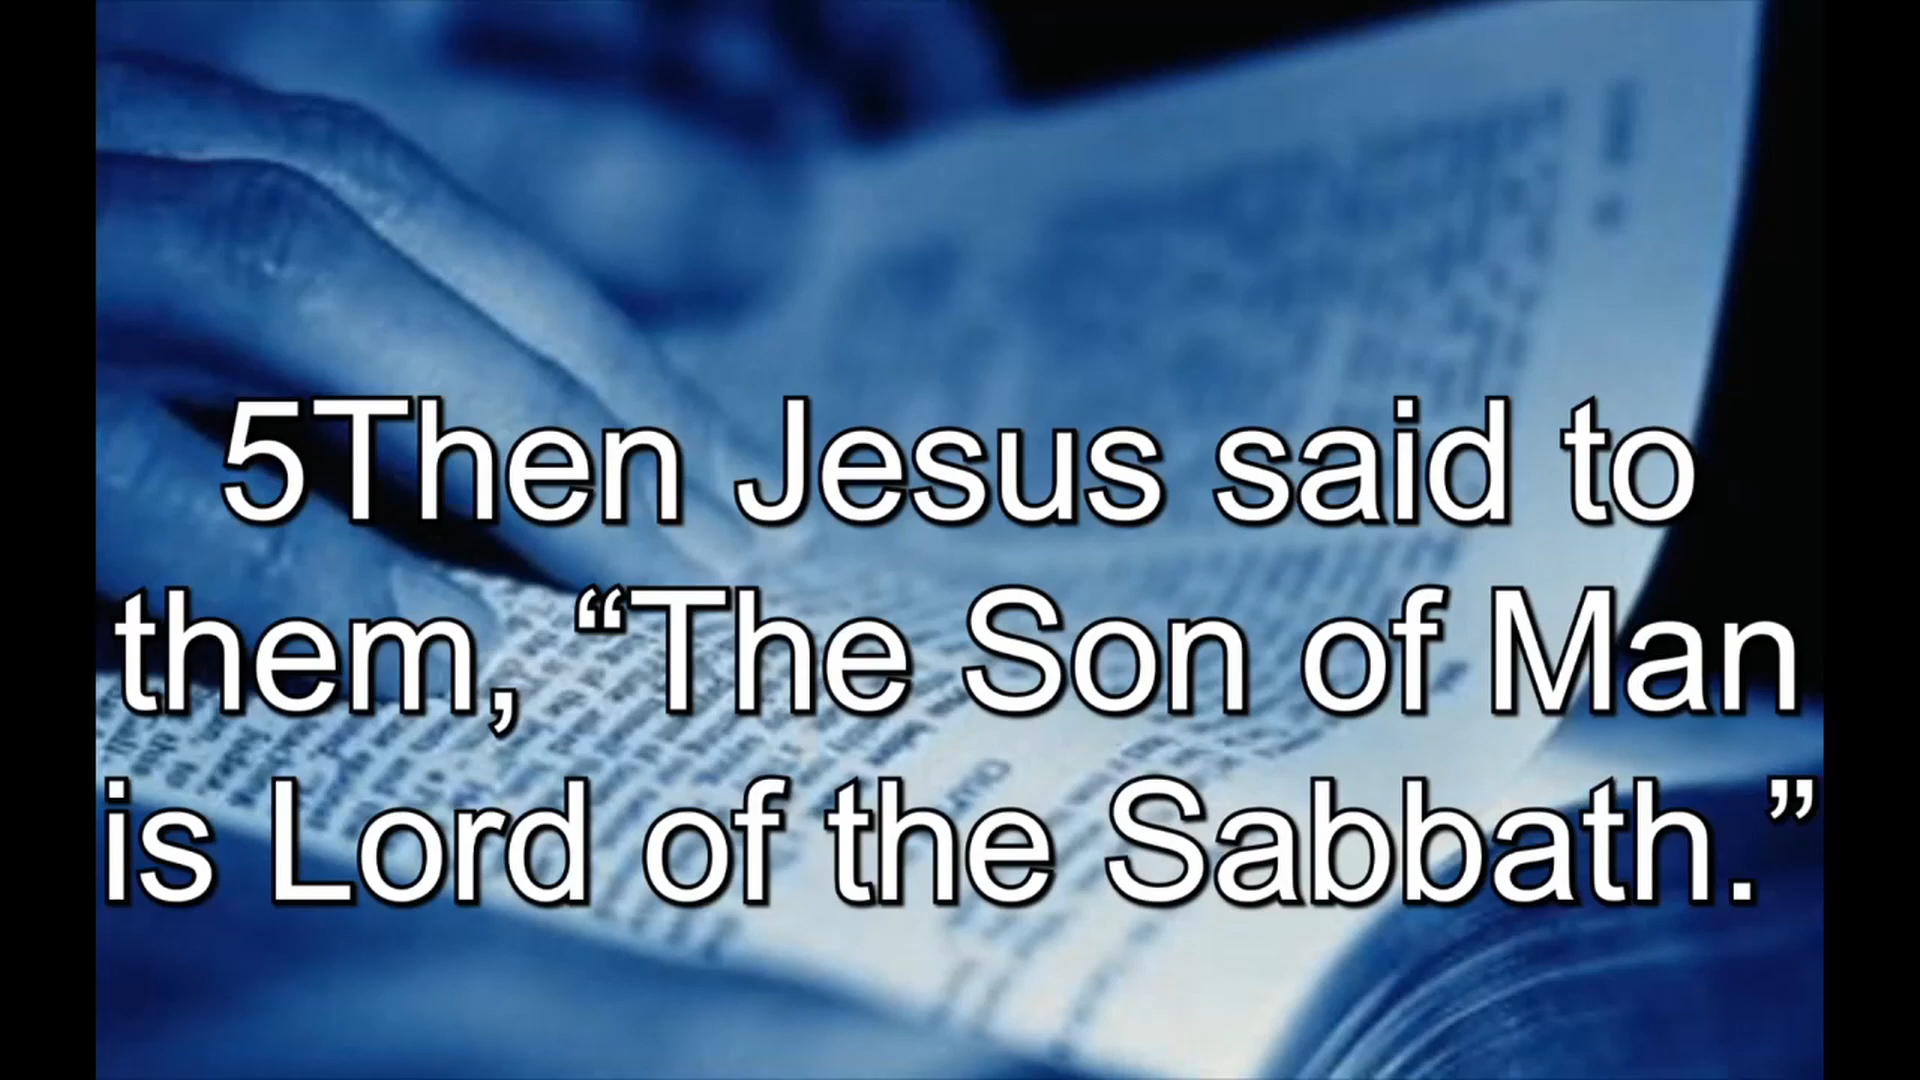 5Then Jesus said to
them, “The Son of Man
is Lord of the Sabbath.”